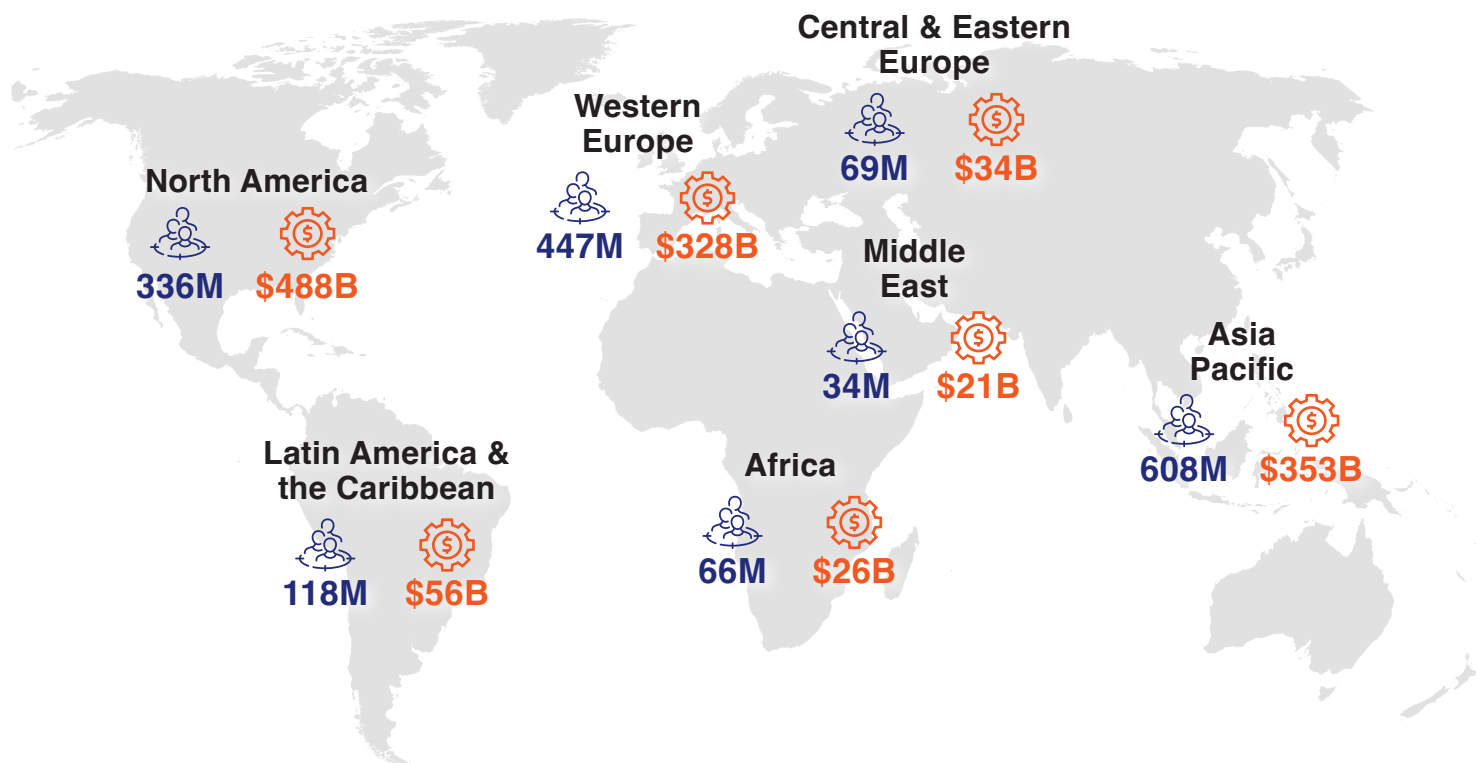 Central & Eastern
Europe
69M $34B
Western
Europe
447M $328B
North America
336M $488B
Middle
East
34M $21B
Asia
Pacific
608M $353B
Latin America &
the Caribbean
118M $56B
Africa
66M $26B